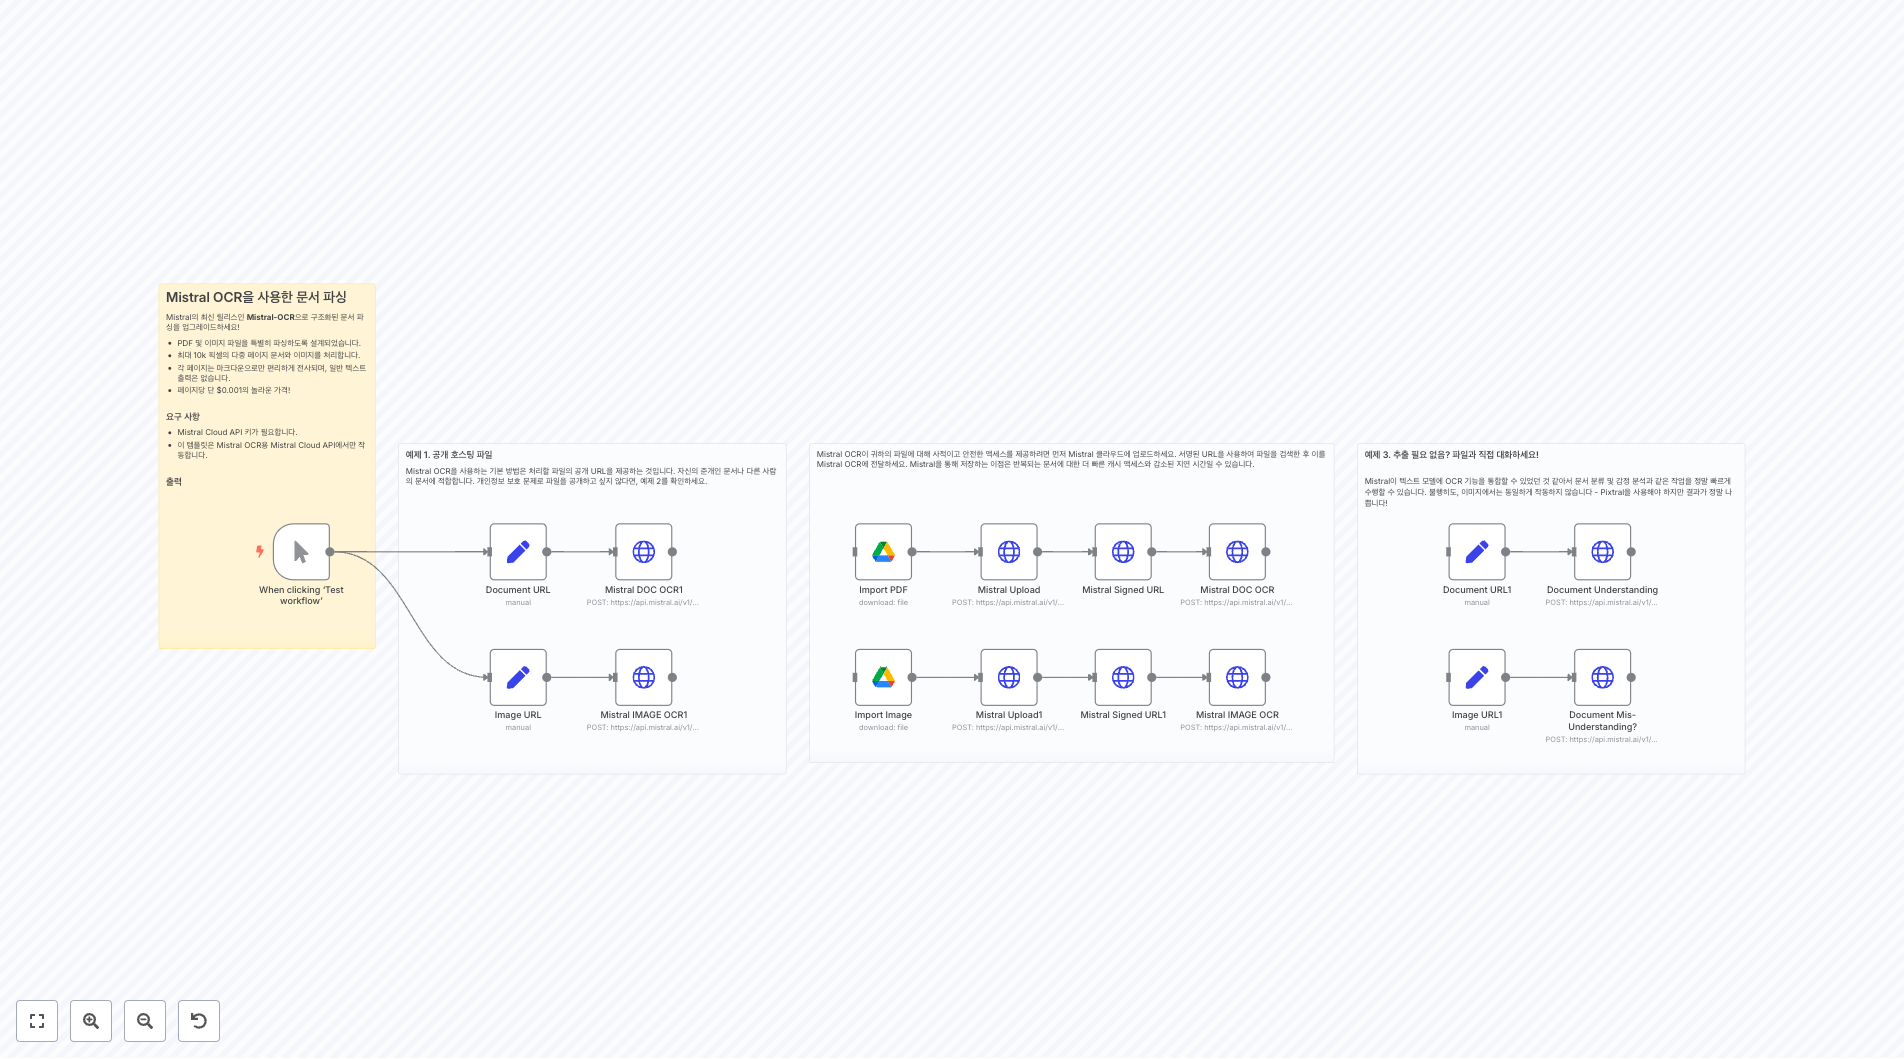 Mistral OCR을 사용한 문서 파싱
Mistral의 최신 릴리스인 Mistral-OCR으로 구조화된 문서 파
싱을 업그레이드하세요!
PDF 및 이미지 파일을 특별히 파싱하도록 설계되었습니다.
최대 10k 픽셀의 다중 페이지 문서와 이미지를 처리합니다.
각 페이지는 마크다운으로만 편리하게 전사되며, 일반 텍스트
출력은 없습니다.
페이지당 단 $0.001의 놀라운 가격!
요구 사항
Mistral Cloud API 키가 필요합니다.
이 템플릿은 Mistral OCR용 Mistral Cloud API에서만 작
동합니다.
출력
When clicking ‘Test
workflow’
예제 1. 공개 호스팅 파일
Mistral OCR을 사용하는 기본 방법은 처리할 파일의 공개 URL을 제공하는 것입니다. 자신의 준개인 문서나 다른 사람
의 문서에 적합합니다. 개인정보 보호 문제로 파일을 공개하고 싶지 않다면, 예제 2를 확인하세요.
Document URL
manual
Mistral DOC OCR1
POST: https://api.mistral.ai/v1/...
Image URL
manual
Mistral IMAGE OCR1
POST: https://api.mistral.ai/v1/...
Mistral OCR이 귀하의 파일에 대해 사적이고 안전한 액세스를 제공하려면 먼저 Mistral 클라우드에 업로드하세요. 서명된 URL을 사용하여 파일을 검색한 후 이를
Mistral OCR에 전달하세요. Mistral을 통해 저장하는 이점은 반복되는 문서에 대한 더 빠른 캐시 액세스와 감소된 지연 시간일 수 있습니다.
Import PDF
download: file
Mistral Upload
POST: https://api.mistral.ai/v1/...
Mistral Signed URL
Mistral DOC OCR
POST: https://api.mistral.ai/v1/...
Import Image
download: file
Mistral Upload1
POST: https://api.mistral.ai/v1/...
Mistral Signed URL1
Mistral IMAGE OCR
POST: https://api.mistral.ai/v1/...
예제 3. 추출 필요 없음? 파일과 직접 대화하세요!
Mistral이 텍스트 모델에 OCR 기능을 통합할 수 있었던 것 같아서 문서 분류 및 감정 분석과 같은 작업을 정말 빠르게
수행할 수 있습니다. 불행히도, 이미지에서는 동일하게 작동하지 않습니다 - Pixtral을 사용해야 하지만 결과가 정말 나
쁩니다!
Document URL1
manual
Document Understanding
POST: https://api.mistral.ai/v1/...
Image URL1
manual
Document Mis-
Understanding?
POST: https://api.mistral.ai/v1/...